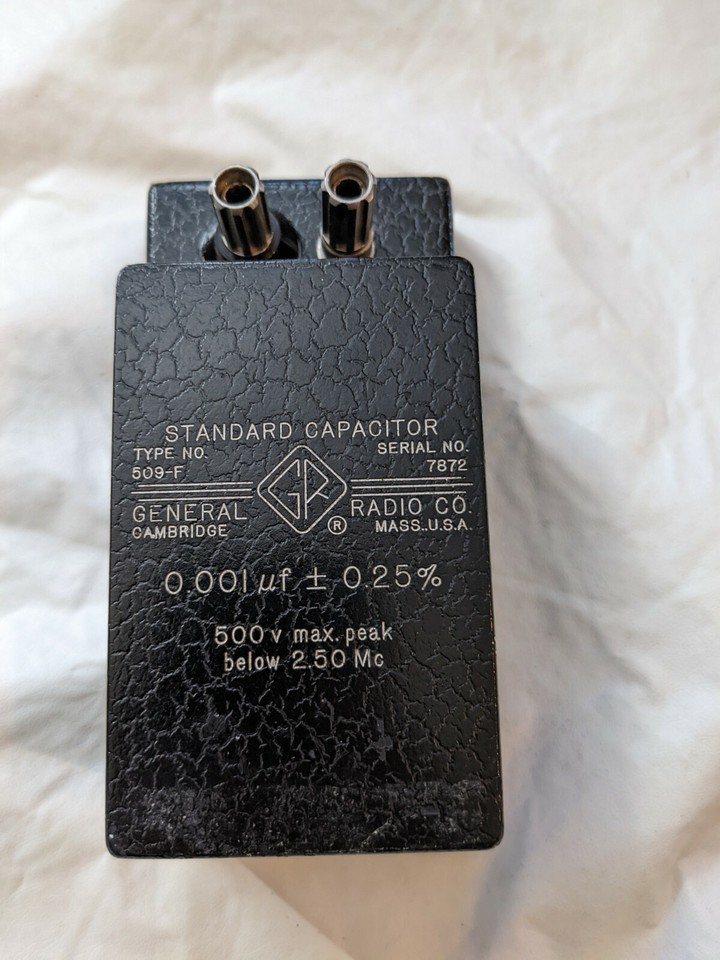 STANDARD CAPACITOR
TYPE NO. SERIAL NO.
509-F 7872
GR
GENERAL RADIO CO.
CAMBRIDGE ® MASS., U.S.A.
0.001 µf ± 0.25%
500 v max. peak
below 2.50 Mc